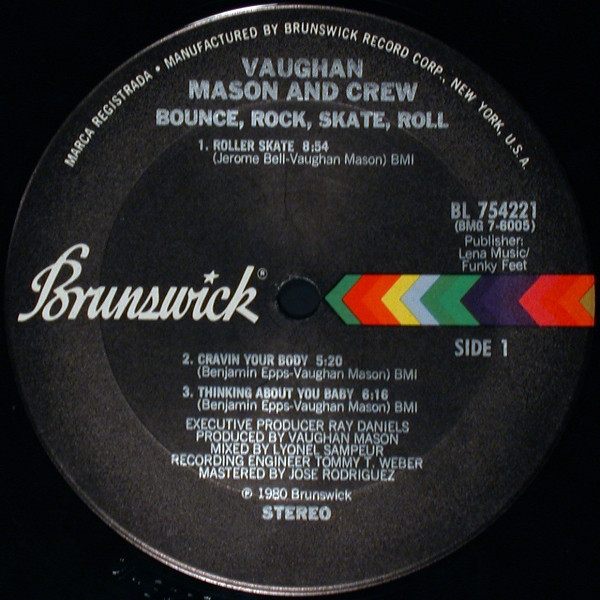 MARCA REGISTRADA • MANUFACTURED BY BRUNSWICK RECORD CORP., NEW YORK, U.S.A.
VAUGHAN
MASON AND CREW
BOUNCE, ROCK, SKATE, ROLL
1. ROLLER SKATE 8:54
(Jerome Bell-Vaughan Mason) BMI
BL 754221
(BMG 7-6005)
Publisher:
Lena Music/
Funky Feet
Brunswick®
SIDE 1
2. CRAVIN YOUR BODY 5:20
(Benjamin Epps-Vaughan Mason) BMI
3. THINKING ABOUT YOU BABY 6:16
(Benjamin Epps-Vaughan Mason) BMI
EXECUTIVE PRODUCER RAY DANIELS
PRODUCED BY VAUGHAN MASON
MIXED BY LYONEL SAMPEUR
RECORDING ENGINEER TOMMY T. WEBER
MASTERED BY JOSE RODRIGUEZ
℗ 1980 Brunswick
STEREO